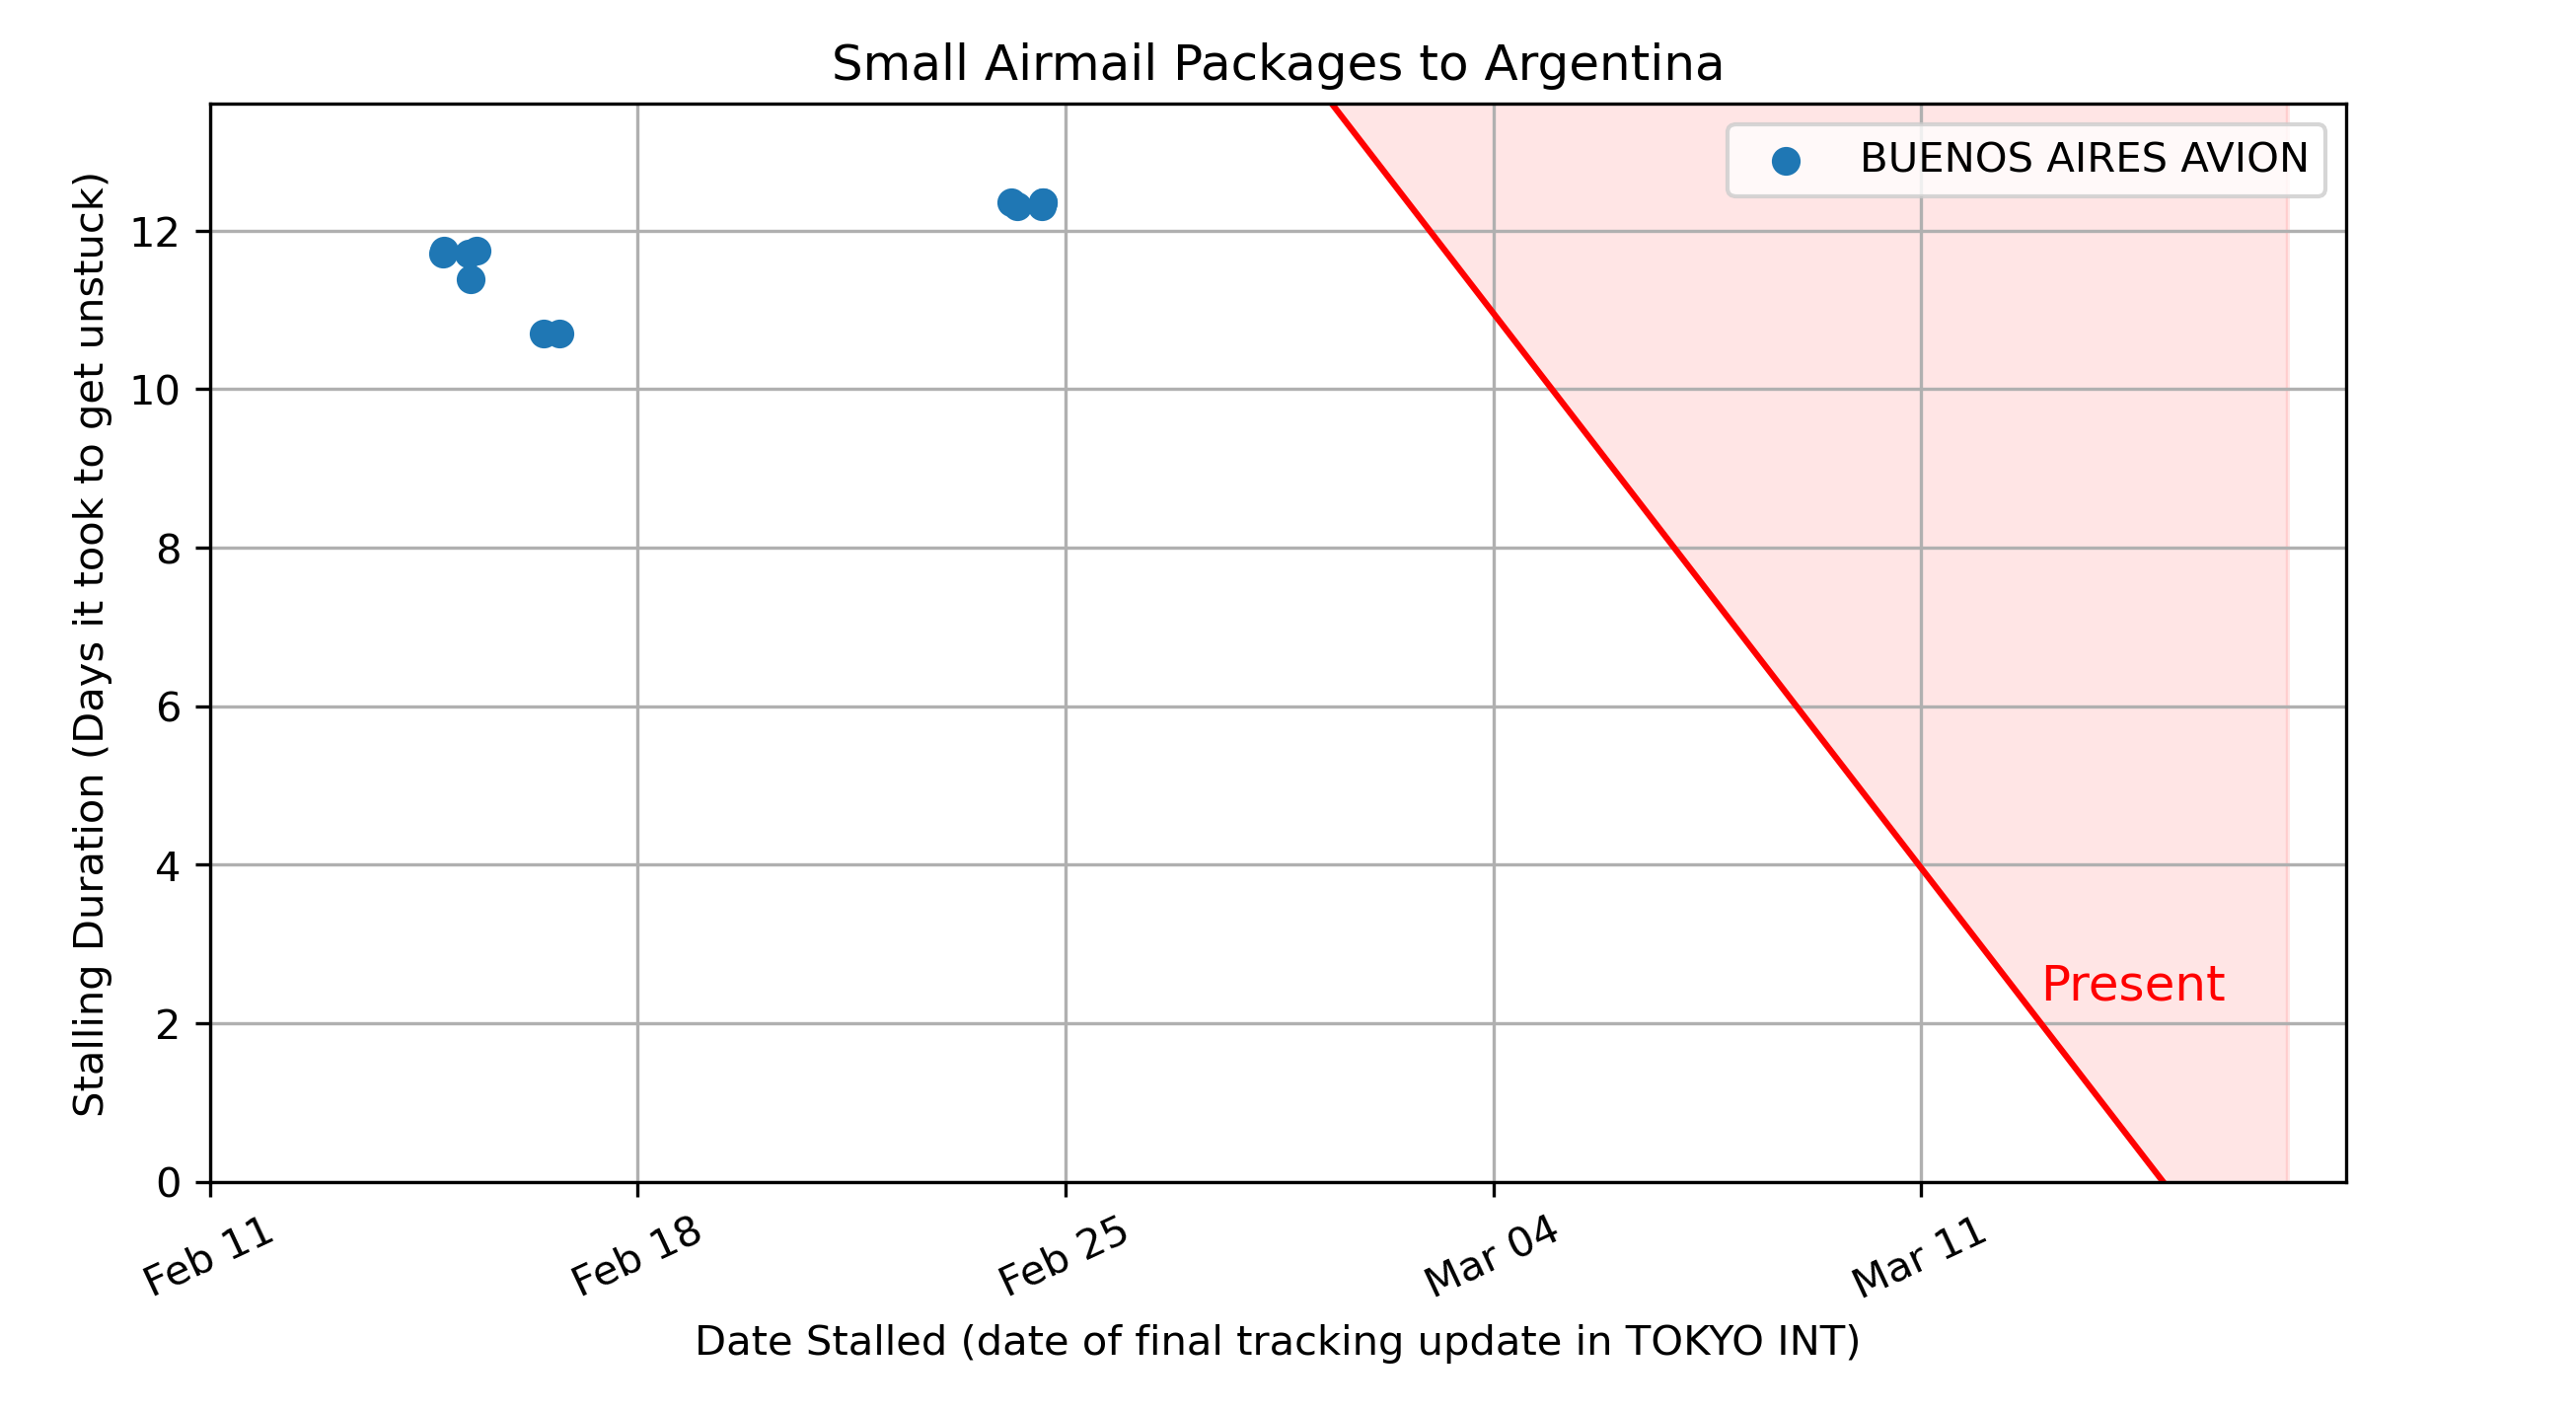 Small Airmail Packages to Argentina
BUENOS AIRES AVION
Stalling Duration (Days it took to get unstuck)
12
10
8
6
4
2
0
Present
Feb 11
Feb 18
Feb 25
Mar 04
Mar 11
Date Stalled (date of final tracking update in TOKYO INT)